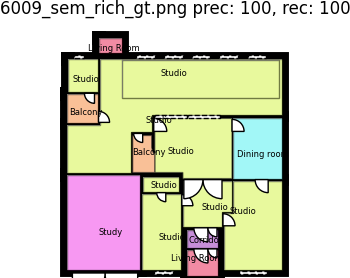 6009_sem_rich_gt.png prec: 100, rec: 100
Living Room
Studio
Studio
Balcony
Studio
Balcony
Studio
Dining room
Studio
Studio
Studio
Study
Studio
Corridor
Living Room